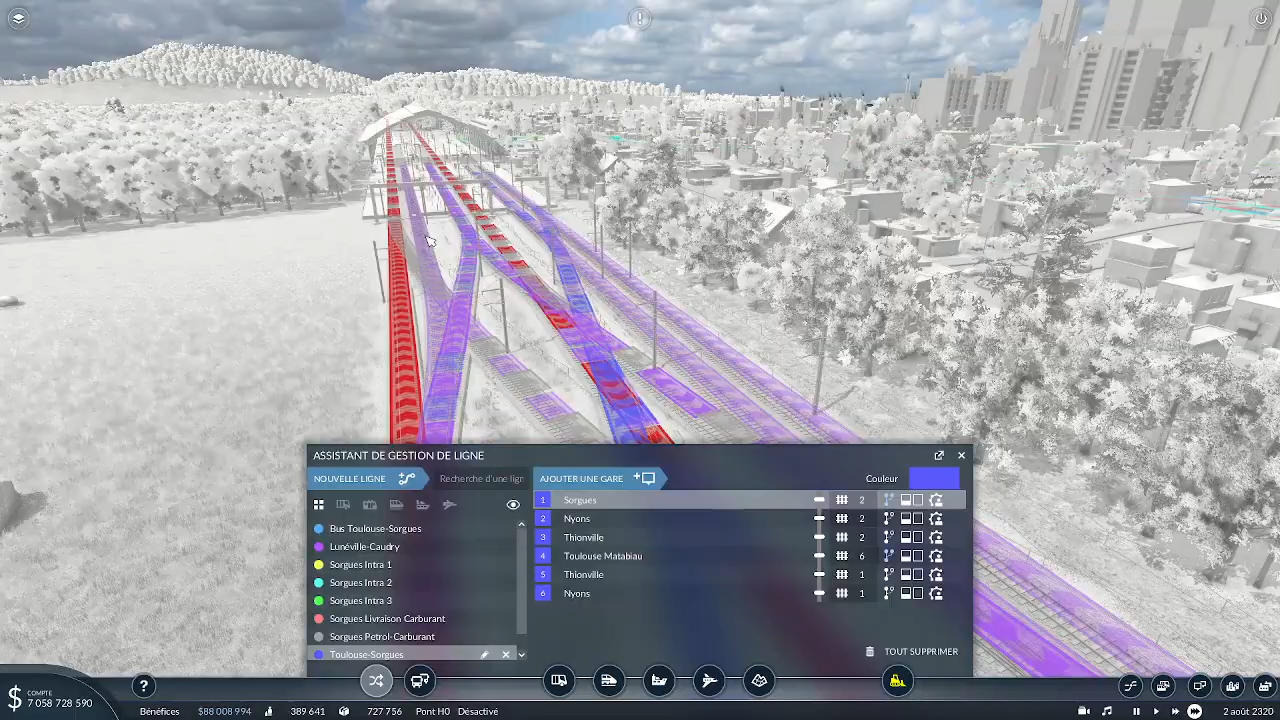 ASSISTANT DE GESTION DE LIGNE
NOUVELLE LIGNE
Recherche d'une lign
AJOUTER UNE GARE
Couleur
1 Sorgues 2
2 Nyons 2
3 Thionville 2
4 Toulouse Matabiau 6
5 Thionville 1
6 Nyons 1
Bus Toulouse-Sorgues
Lunéville-Caudry
Sorgues Intra 1
Sorgues Intra 2
Sorgues Intra 3
Sorgues Livraison Carburant
Sorgues Petrol-Carburant
Toulouse-Sorgues
TOUT SUPPRIMER
?
$ COMPTE
7 058 728 590
Bénéfices $88 008 994 389 641 727 756 Pont H0 Désactivé 2 août 2320